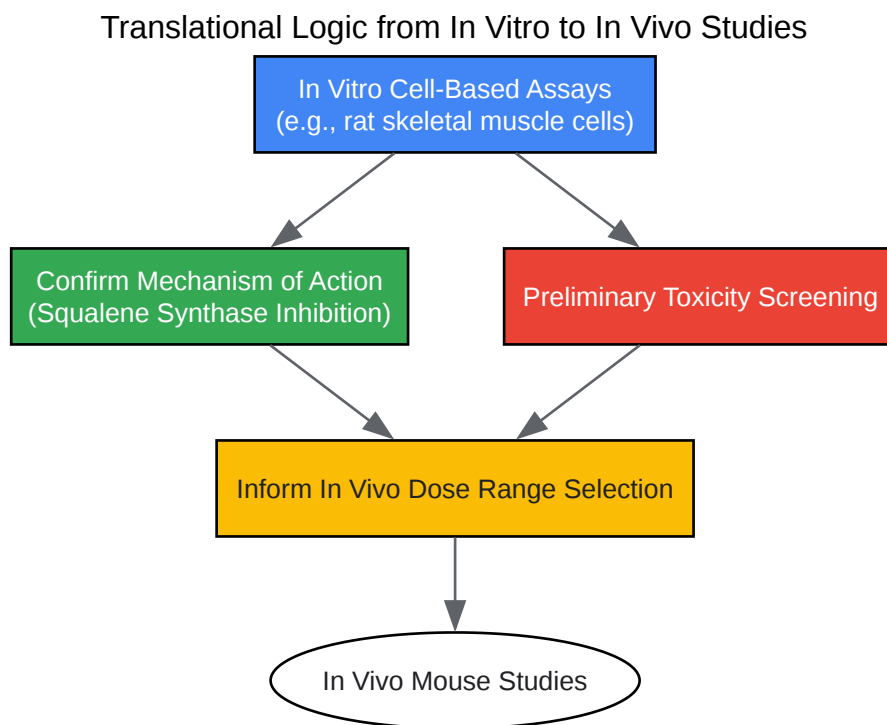 Translational Logic from In Vitro to In Vivo Studies
In Vitro Cell-Based Assays
(e.g., rat skeletal muscle cells)
Confirm Mechanism of Action
(Squalene Synthase Inhibition)
Preliminary Toxicity Screening
Inform In Vivo Dose Range Selection
In Vivo Mouse Studies